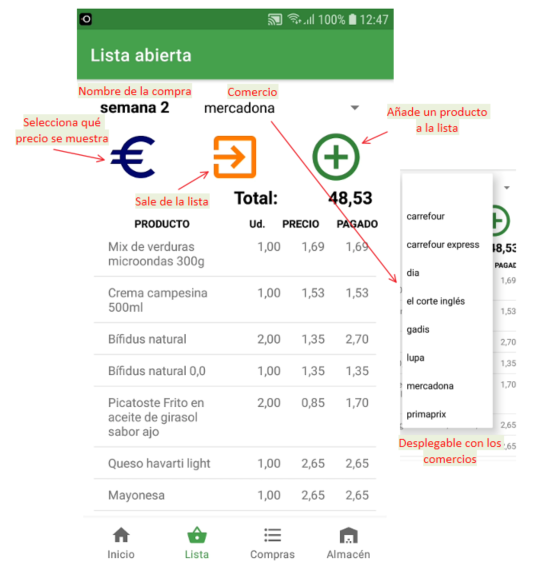 100% 12:47
Lista abierta
Nombre de la compra
Comercio
semana 2
mercadona
Selecciona qué
precio se muestra
Añade un producto
a la lista
€
Sale de la lista
Total: 48,53
PRODUCTO Ud. PRECIO PAGADO
Mix de verduras
microondas 300g
1,00 1,69 1,69
Crema campesina
500ml
1,00 1,53 1,53
Bífidus natural 2,00 1,35 2,70
Bífidus natural 0,0 1,00 1,35 1,35
Picatoste Frito en
aceite de girasol
sabor ajo
2,00 0,85 1,70
Queso havarti light 1,00 2,65 2,65
Mayonesa 1,00 2,65 2,65
Inicio Lista Compras Almacén
carrefour
carrefour express
dia
el corte inglés
gadis
lupa
mercadona
primaprix
1,69
1,53
2,70
1,35
1,70
2,65
2,65
Desplegable con los
comercios